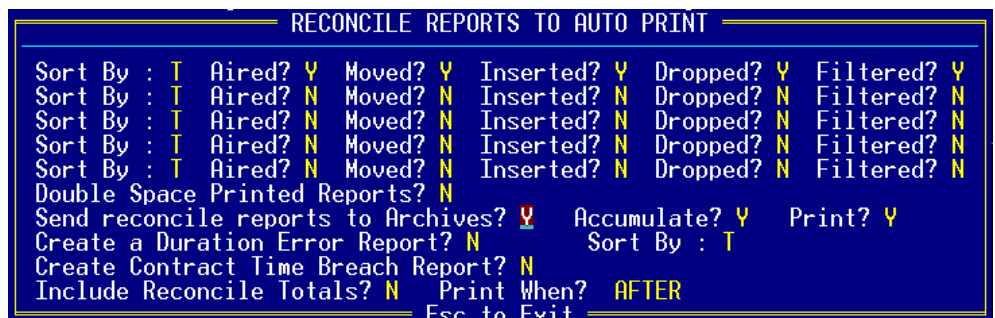 RECONCILE REPORTS TO AUTO PRINT
Sort By : T Aired? Y Moved? Y Inserted? Y Dropped? Y Filtered? Y
Sort By : T Aired? N Moved? N Inserted? N Dropped? N Filtered? N
Sort By : T Aired? N Moved? N Inserted? N Dropped? N Filtered? N
Sort By : T Aired? N Moved? N Inserted? N Dropped? N Filtered? N
Sort By : T Aired? N Moved? N Inserted? N Dropped? N Filtered? N
Double Space Printed Reports? N
Send reconcile reports to Archives? Y Accumulate? Y Print? Y
Create a Duration Error Report? N Sort By : T
Create Contract Time Breach Report? N
Include Reconcile Totals? N Print When? AFTER
Esc to Exit